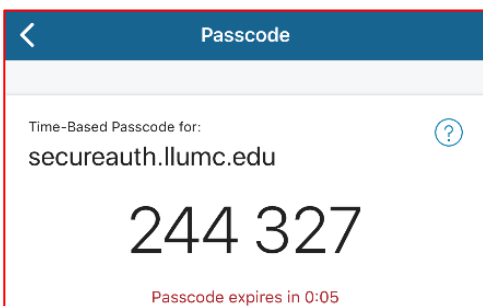 Passcode
Time-Based Passcode for:
?
secureauth.llumc.edu
244 327
Passcode expires in 0:05